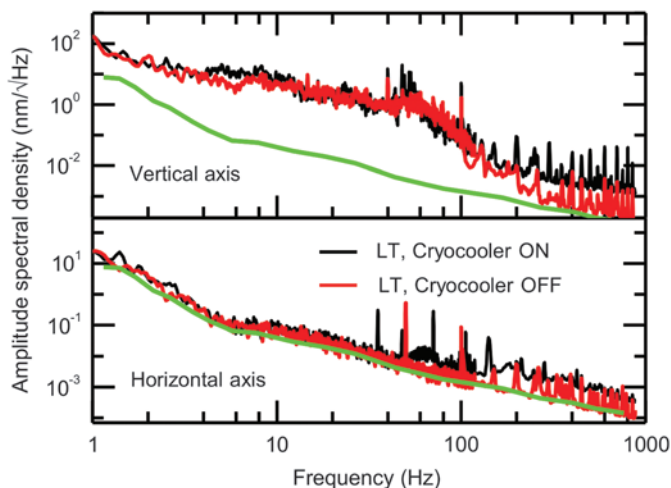 Amplitude spectral density (nm/√Hz)
10²
10⁰
10⁻²
Vertical axis
10¹
10⁻¹
10⁻³
LT, Cryocooler ON
LT, Cryocooler OFF
Horizontal axis
1
10
100
1000
Frequency (Hz)